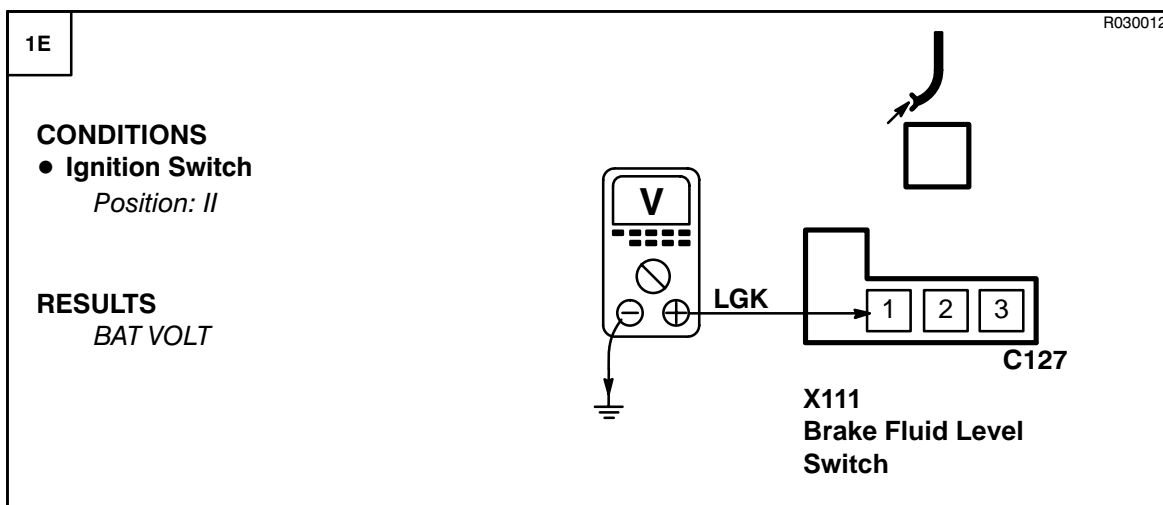 R030012
1E
CONDITIONS
● Ignition Switch
Position: II
RESULTS
BAT VOLT
V
LGK
1 2 3
C127
X111
Brake Fluid Level
Switch